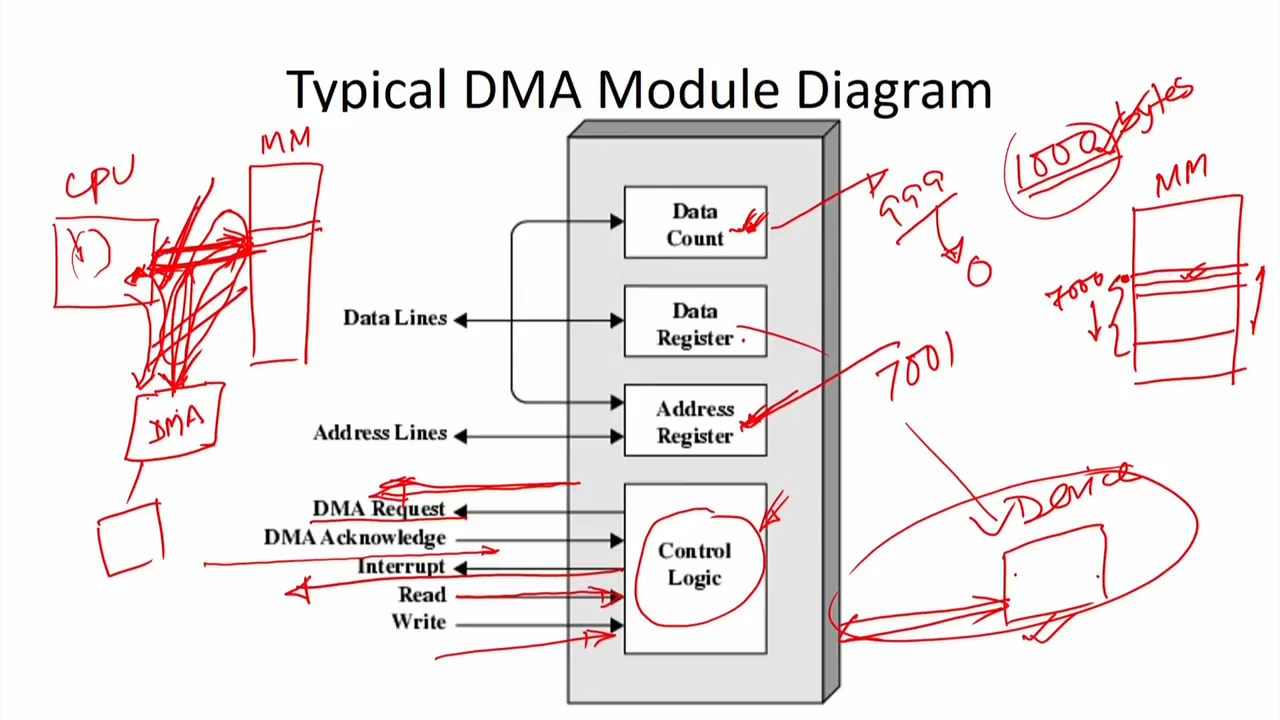 Typical DMA Module Diagram
CPU
MM
Data
Count
Data
Register
Address
Register
Control
Logic
Data Lines
Address Lines
DMA Request
DMA Acknowledge
Interrupt
Read
Write
DMA
999
0
1000 bytes
MM
7000
7001
Device